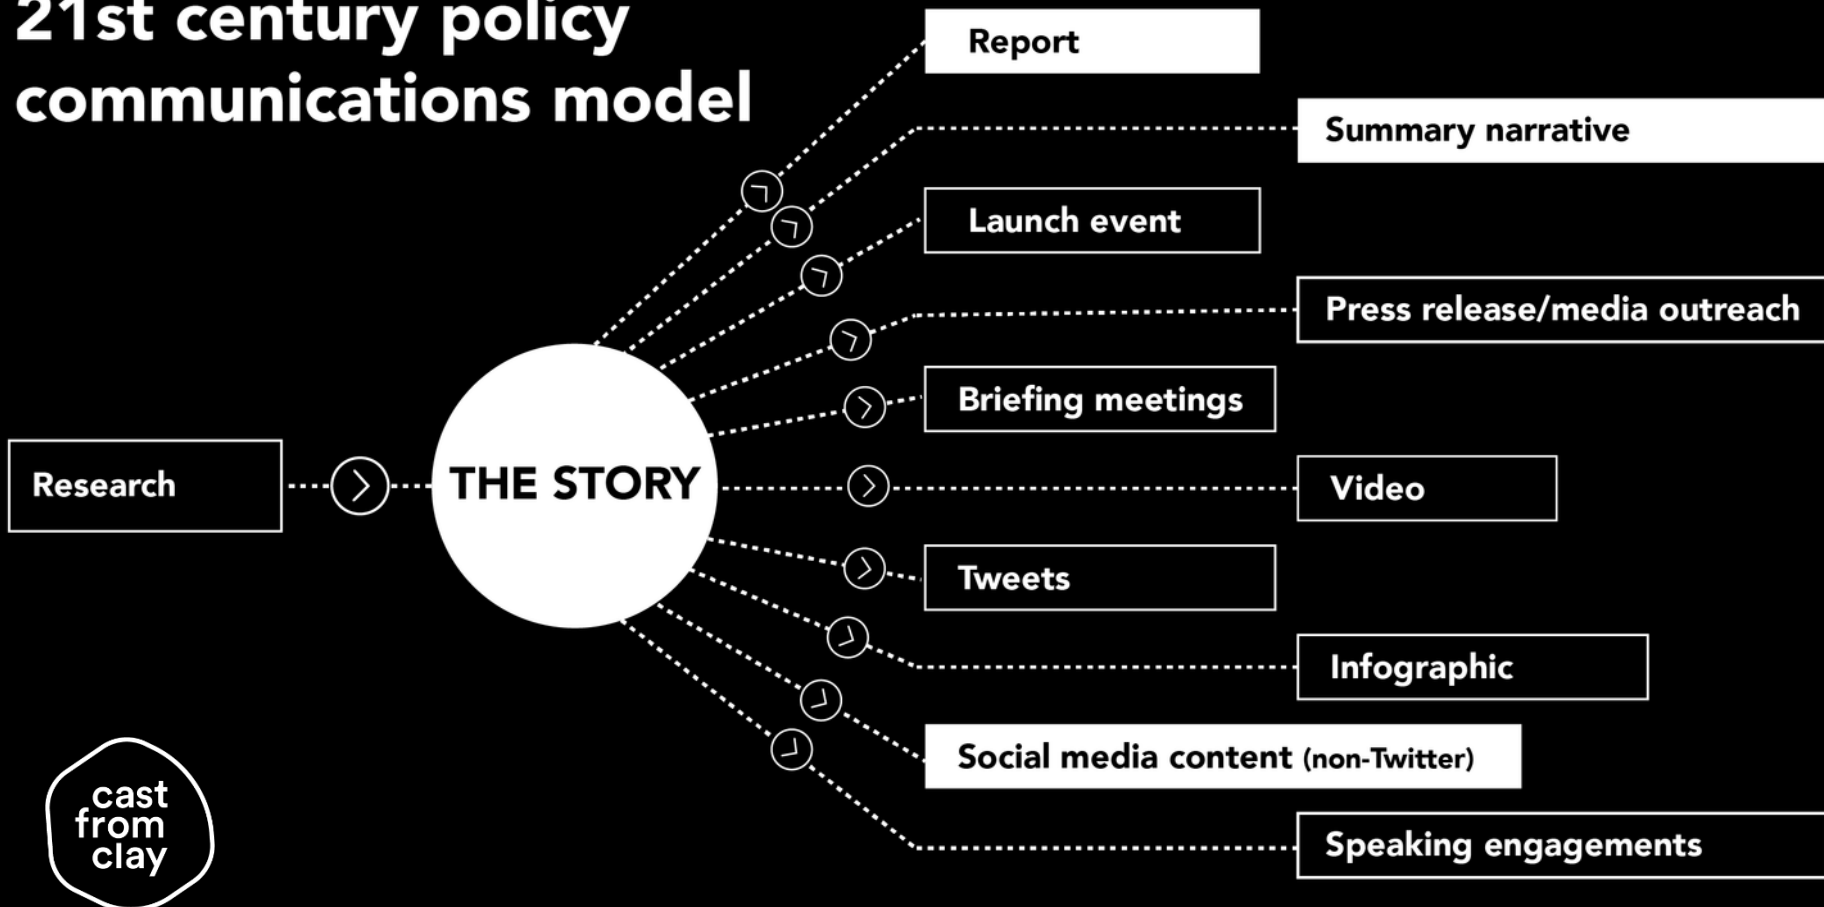 21st century policy
communications model
Report
Summary narrative
Launch event
Press release/media outreach
Briefing meetings
Research
THE STORY
Video
Tweets
Infographic
Social media content (non-Twitter)
Speaking engagements
cast
from
clay